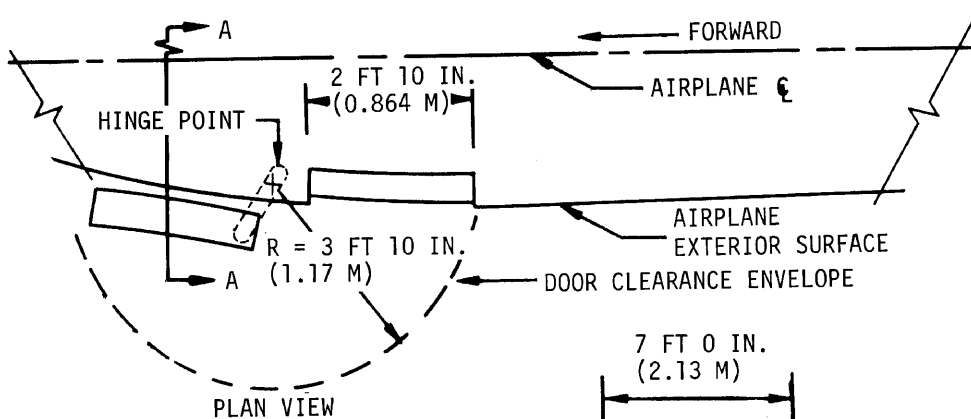 A
FORWARD
2 FT 10 IN.
(0.864 M)
AIRPLANE ℄
HINGE POINT
AIRPLANE
EXTERIOR SURFACE
R = 3 FT 10 IN.
(1.17 M)
A
DOOR CLEARANCE ENVELOPE
7 FT 0 IN.
(2.13 M)
PLAN VIEW